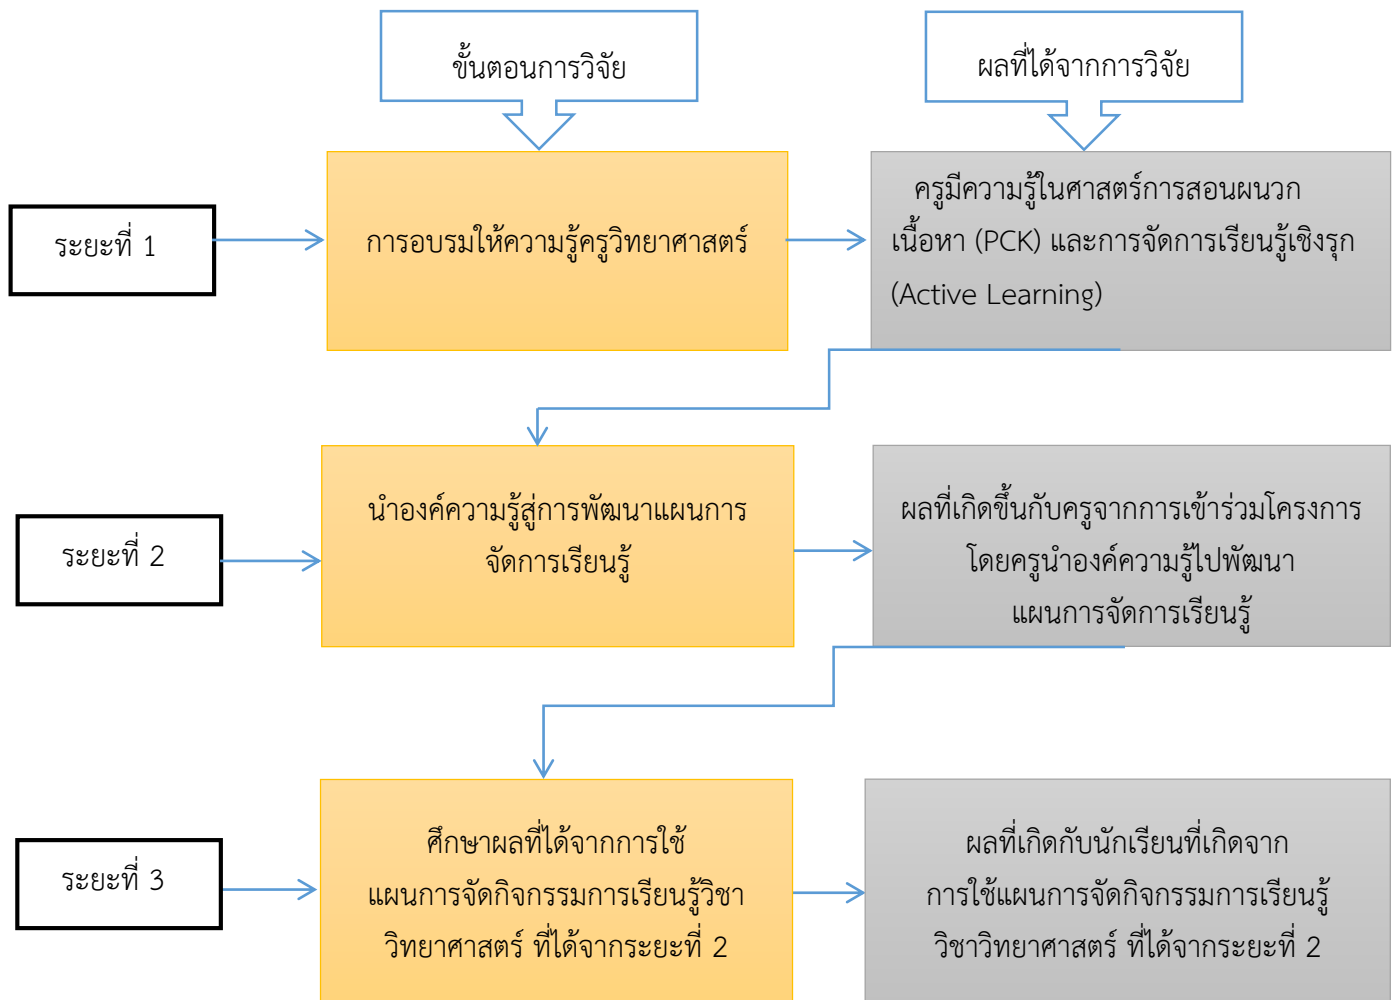 ขั้นตอนการวิจัย
ผลที่ได้จากการวิจัย
ระยะที่ 1
การอบรมให้ความรู้ครูวิทยาศาสตร์
ครูมีความรู้ในศาสตร์การสอนผนวก
เนื้อหา (PCK) และการจัดการเรียนรู้เชิงรุก
(Active Learning)
ระยะที่ 2
นำองค์ความรู้สู่การพัฒนาแผนการ
จัดการเรียนรู้
ผลที่เกิดขึ้นกับครูจากการเข้าร่วมโครงการ
โดยครูนำองค์ความรู้ไปพัฒนา
แผนการจัดการเรียนรู้
ระยะที่ 3
ศึกษาผลที่ได้จากการใช้
แผนการจัดกิจกรรมการเรียนรู้วิชา
วิทยาศาสตร์ ที่ได้จากระยะที่ 2
ผลที่เกิดกับนักเรียนที่เกิดจาก
การใช้แผนการจัดกิจกรรมการเรียนรู้
วิชาวิทยาศาสตร์ ที่ได้จากระยะที่ 2